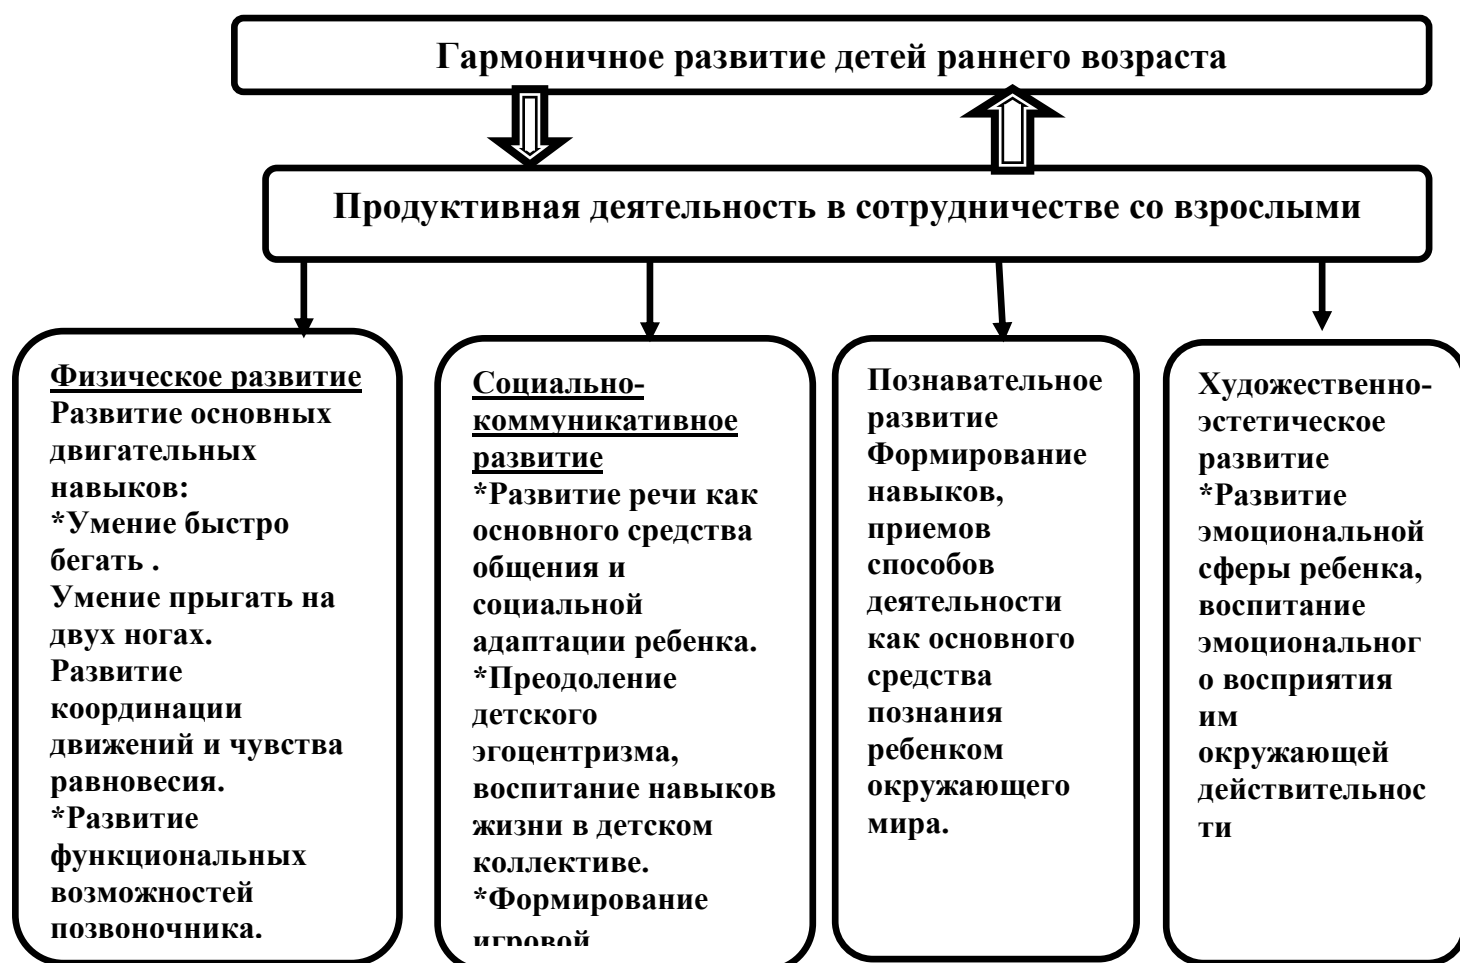 Гармоничное развитие детей раннего возраста
Продуктивная деятельность в сотрудничестве со взрослыми
Физическое развитие
Развитие основных
двигательных
навыков:
*Умение быстро
бегать .
Умение прыгать на
двух ногах.
Развитие
координации
движений и чувства
равновесия.
*Развитие
функциональных
возможностей
позвоночника.
Социально-
коммуникативное
развитие
*Развитие речи как
основного средства
общения и
социальной
адаптации ребенка.
*Преодоление
детского
эгоцентризма,
воспитание навыков
жизни в детском
коллективе.
*Формирование
игровой
Познавательное
развитие
Формирование
навыков,
приемов
способов
деятельности
как основного
средства
познания
ребенком
окружающего
мира.
Художественно-
эстетическое
развитие
*Развитие
эмоциональной
сферы ребенка,
воспитание
эмоциональног
о восприятия
им
окружающей
действительнос
ти